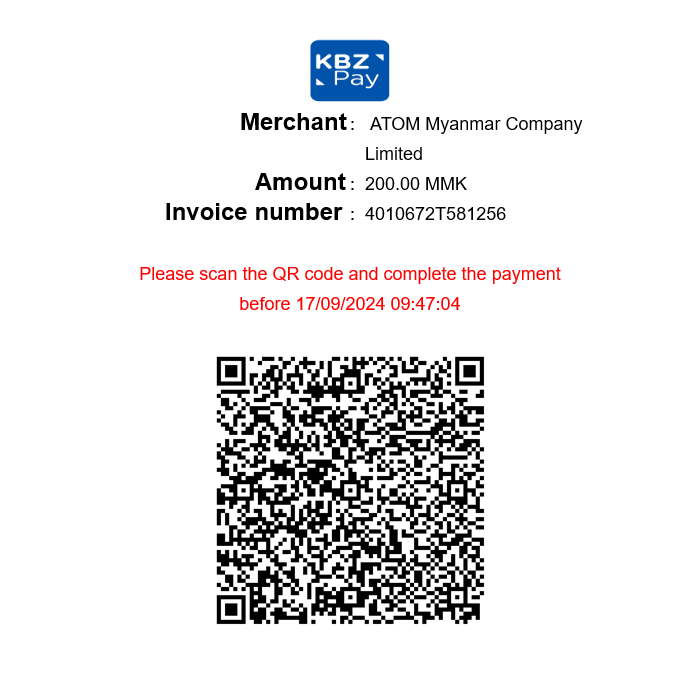 KBZ
Pay
Merchant : ATOM Myanmar Company
Limited
Amount : 200.00 MMK
Invoice number : 4010672T581256
Please scan the QR code and complete the payment
before 17/09/2024 09:47:04